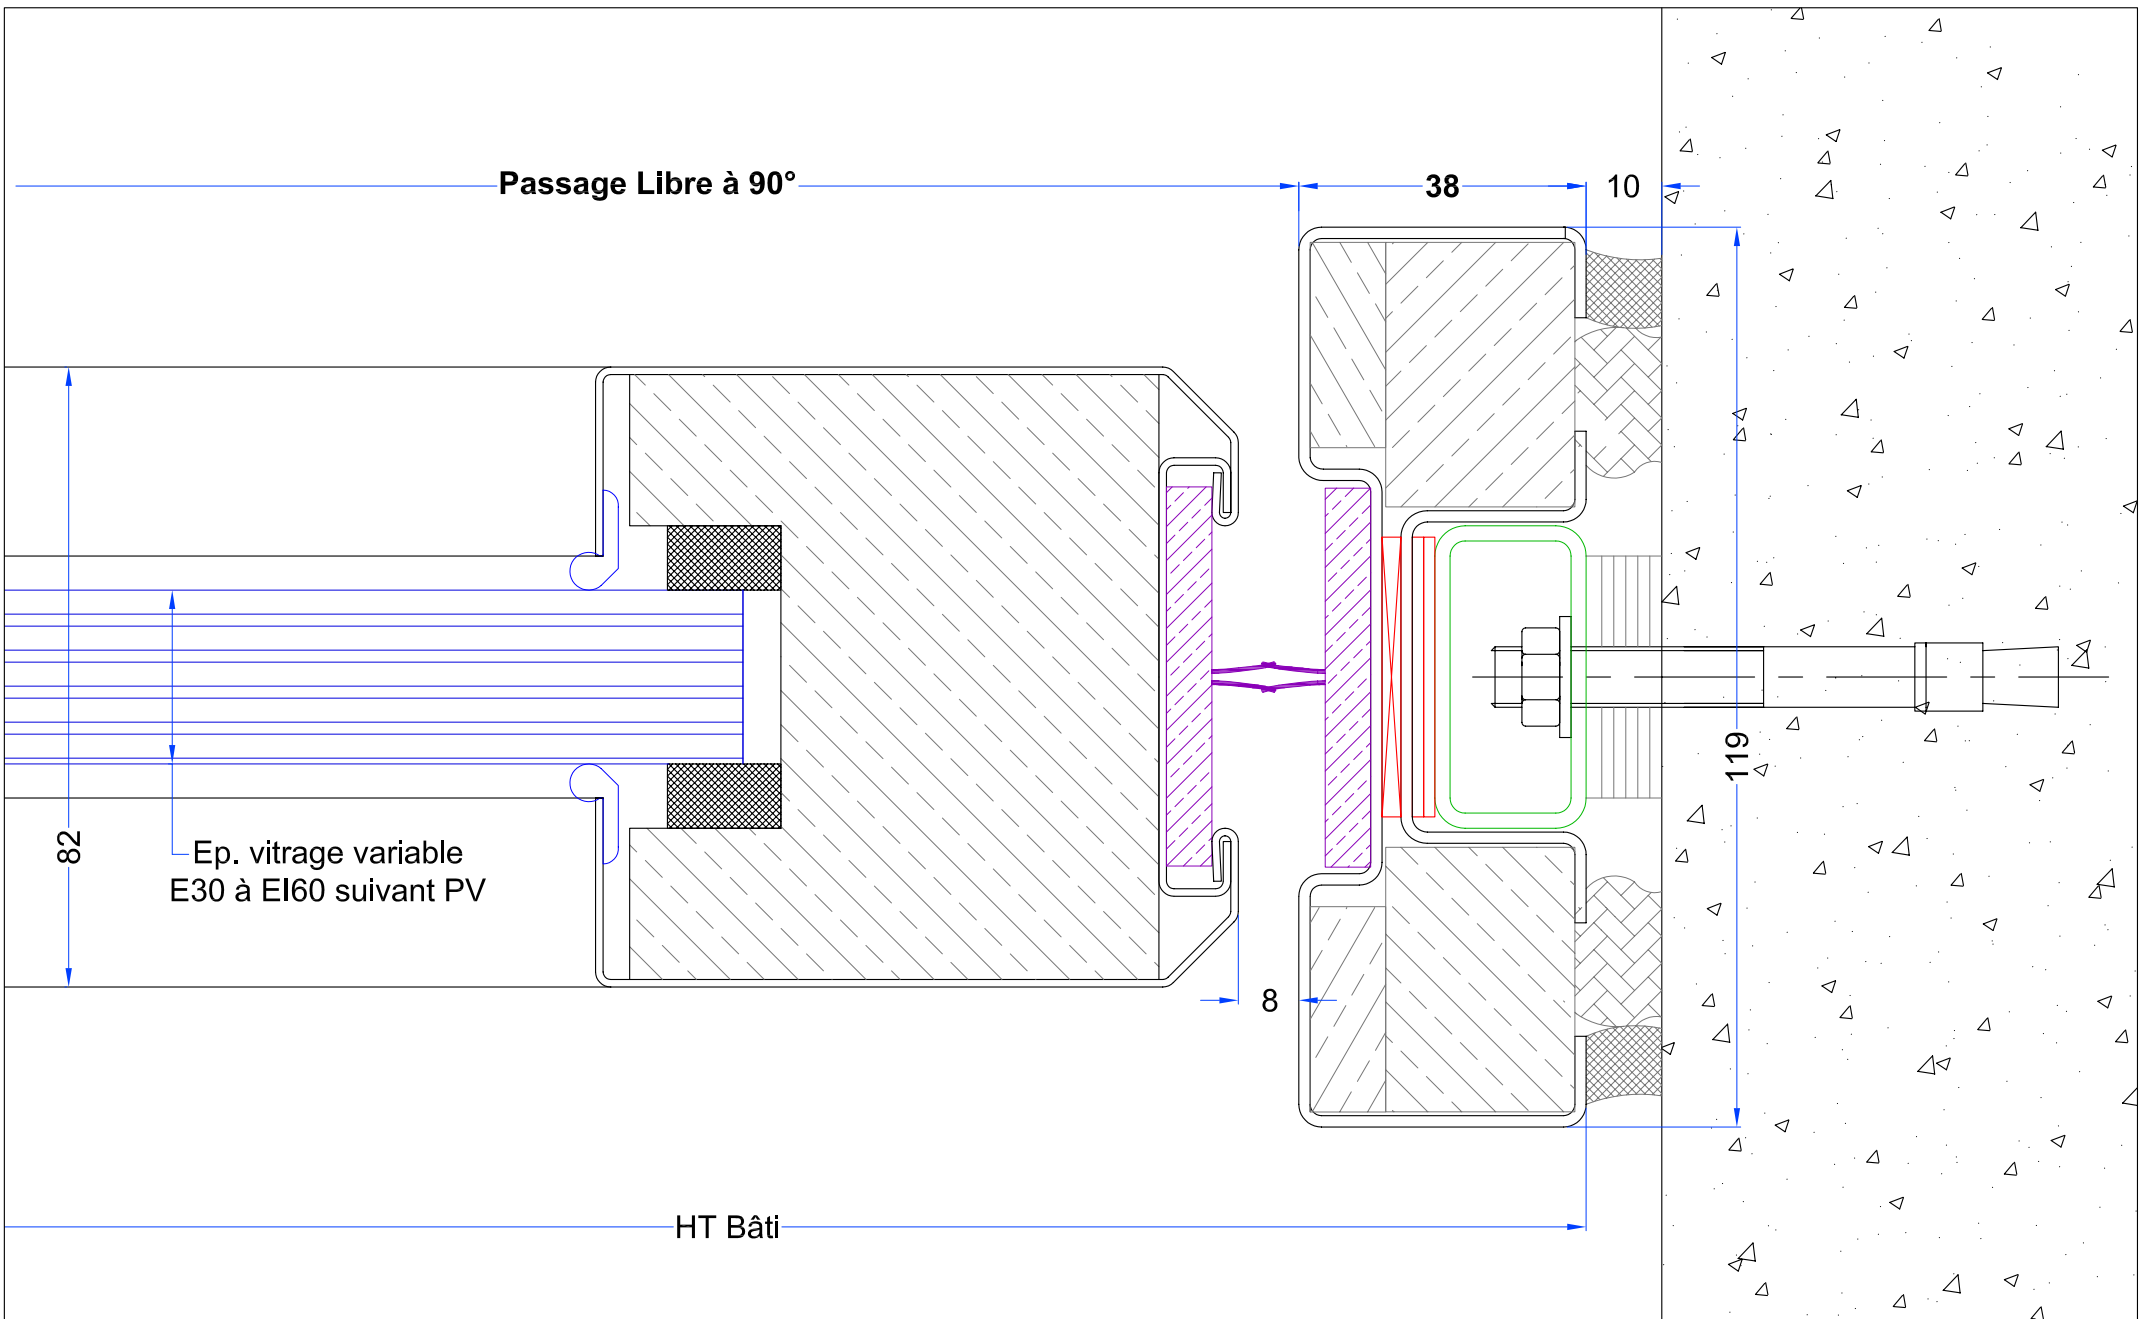 Passage Libre à 90°
38
10
119
82
Ep. vitrage variable
E30 à EI60 suivant PV
8
HT Bâti